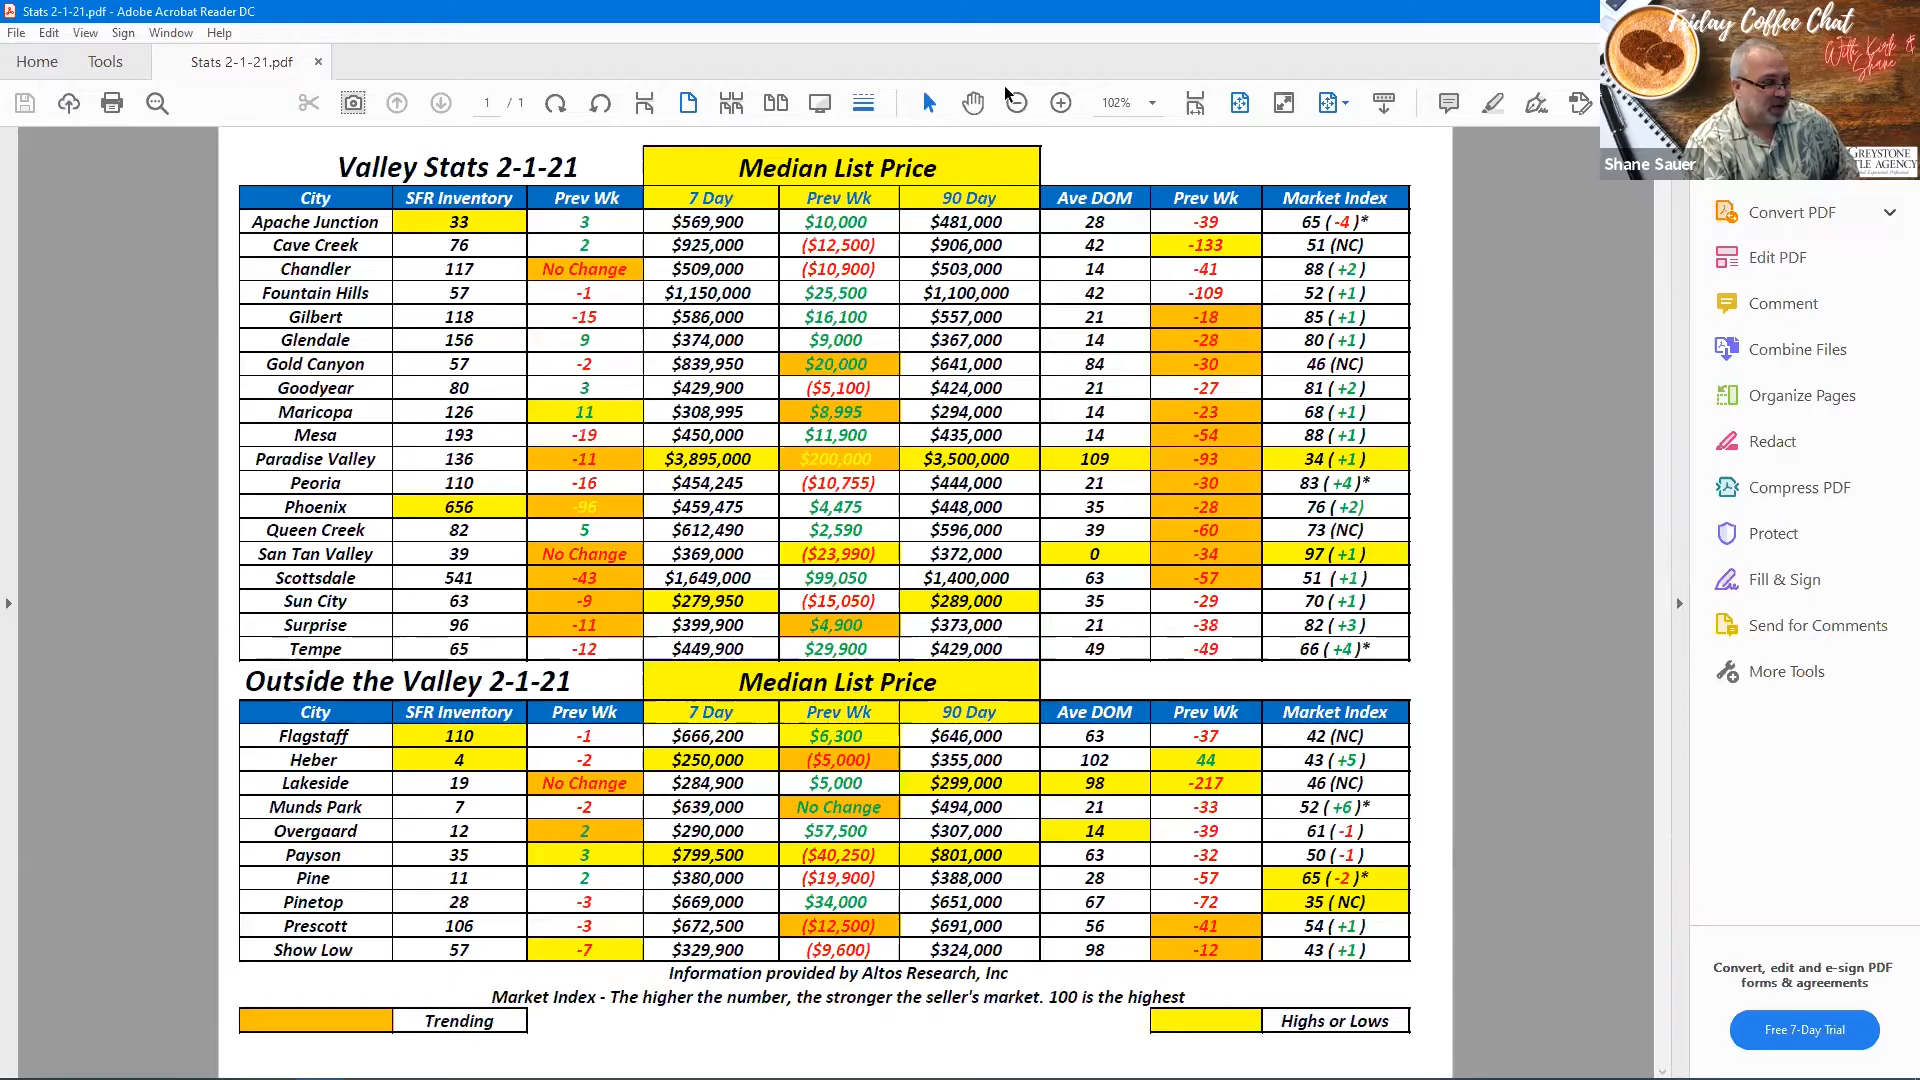 Stats 2-1-21.pdf - Adobe Acrobat Reader DC
File Edit View Sign Window Help
Home Tools Stats 2-1-21.pdf ×
1 / 1 102%
Friday Coffee Chat
With Kirk & Shane
Shane Sauer
GREYSTONE
TLE AGENCY
Valley Stats 2-1-21 Median List Price
City SFR Inventory Prev Wk 7 Day Prev Wk 90 Day Ave DOM Prev Wk Market Index
Apache Junction 33 3 $569,900 $10,000 $481,000 28 -39 65 ( -4 )*
Cave Creek 76 2 $925,000 ($12,500) $906,000 42 -133 51 (NC)
Chandler 117 No Change $509,000 ($10,900) $503,000 14 -41 88 ( +2 )
Fountain Hills 57 -1 $1,150,000 $25,500 $1,100,000 42 -109 52 ( +1 )
Gilbert 118 -15 $586,000 $16,100 $557,000 21 -18 85 ( +1 )
Glendale 156 9 $374,000 $9,000 $367,000 14 -28 80 ( +1 )
Gold Canyon 57 -2 $839,950 $20,000 $641,000 84 -30 46 (NC)
Goodyear 80 3 $429,900 ($5,100) $424,000 21 -27 81 ( +2 )
Maricopa 126 11 $308,995 $8,995 $294,000 14 -23 68 ( +1 )
Mesa 193 -19 $450,000 $11,900 $435,000 14 -54 88 ( +1 )
Paradise Valley 136 -11 $3,895,000 $200,000 $3,500,000 109 -93 34 ( +1 )
Peoria 110 -16 $454,245 ($10,755) $444,000 21 -30 83 ( +4 )*
Phoenix 656 -96 $459,475 $4,475 $448,000 35 -28 76 ( +2)
Queen Creek 82 5 $612,490 $2,590 $596,000 39 -60 73 (NC)
San Tan Valley 39 No Change $369,000 ($23,990) $372,000 0 -34 97 ( +1 )
Scottsdale 541 -43 $1,649,000 $99,050 $1,400,000 63 -57 51 ( +1 )
Sun City 63 -9 $279,950 ($15,050) $289,000 35 -29 70 ( +1 )
Surprise 96 -11 $399,900 $4,900 $373,000 21 -38 82 ( +3 )
Tempe 65 -12 $449,900 $29,900 $429,000 49 -49 66 ( +4 )*
Outside the Valley 2-1-21 Median List Price
City SFR Inventory Prev Wk 7 Day Prev Wk 90 Day Ave DOM Prev Wk Market Index
Flagstaff 110 -1 $666,200 $6,300 $646,000 63 -37 42 (NC)
Heber 4 -2 $250,000 ($5,000) $355,000 102 44 43 ( +5 )
Lakeside 19 No Change $284,900 $5,000 $299,000 98 -217 46 (NC)
Munds Park 7 -2 $639,000 No Change $494,000 21 -33 52 ( +6 )*
Overgaard 12 2 $290,000 $57,500 $307,000 14 -39 61 ( -1 )
Payson 35 3 $799,500 ($40,250) $801,000 63 -32 50 ( -1 )
Pine 11 2 $380,000 ($19,900) $388,000 28 -57 65 ( -2 )*
Pinetop 28 -3 $669,000 $34,000 $651,000 67 -72 35 ( NC)
Prescott 106 -3 $672,500 ($12,500) $691,000 56 -41 54 ( +1 )
Show Low 57 -7 $329,900 ($9,600) $324,000 98 -12 43 ( +1 )
Information provided by Altos Research, Inc
Market Index - The higher the number, the stronger the seller's market. 100 is the highest
Trending Highs or Lows
Convert PDF
Edit PDF
Comment
Combine Files
Organize Pages
Redact
Compress PDF
Protect
Fill & Sign
Send for Comments
More Tools
Convert, edit and e-sign PDF
forms & agreements
Free 7-Day Trial